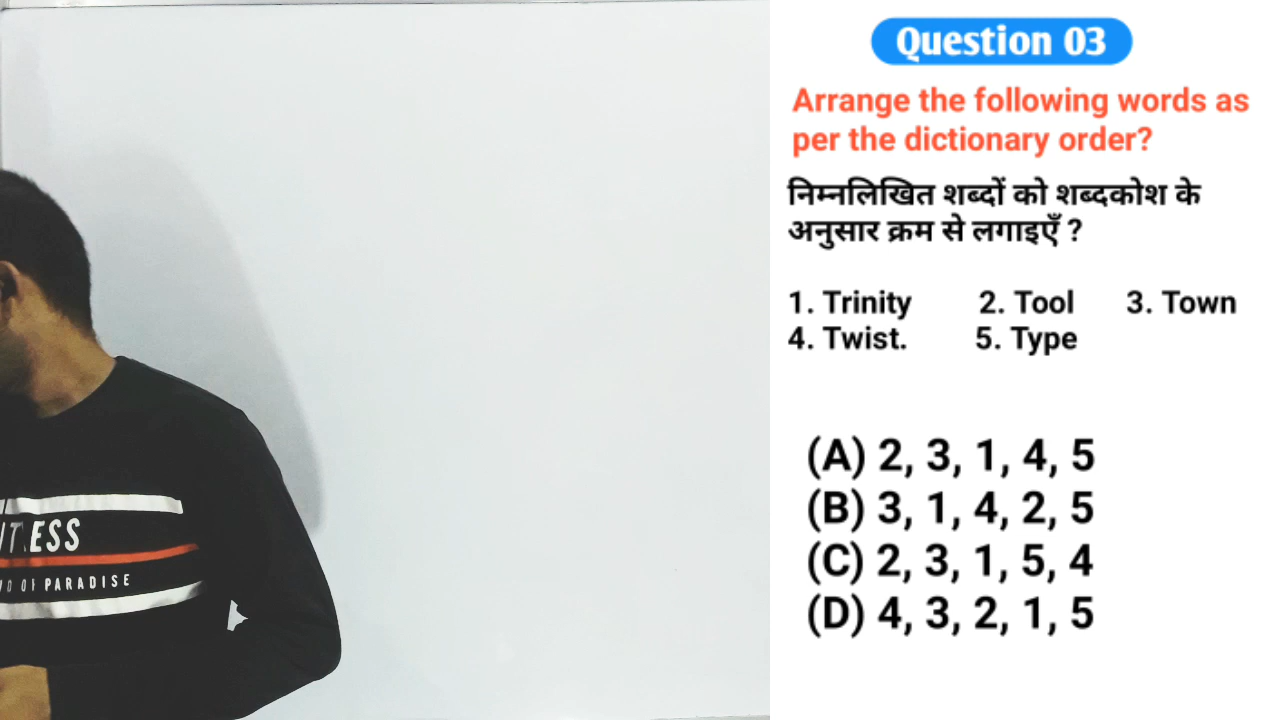 Question 03
Arrange the following words as
per the dictionary order?
निम्नलिखित शब्दों को शब्दकोश के
अनुसार क्रम से लगाइएँ ?
1. Trinity 2. Tool 3. Town
4. Twist. 5. Type
(A) 2, 3, 1, 4, 5
(B) 3, 1, 4, 2, 5
(C) 2, 3, 1, 5, 4
(D) 4, 3, 2, 1, 5
ESS
OF PARADISE